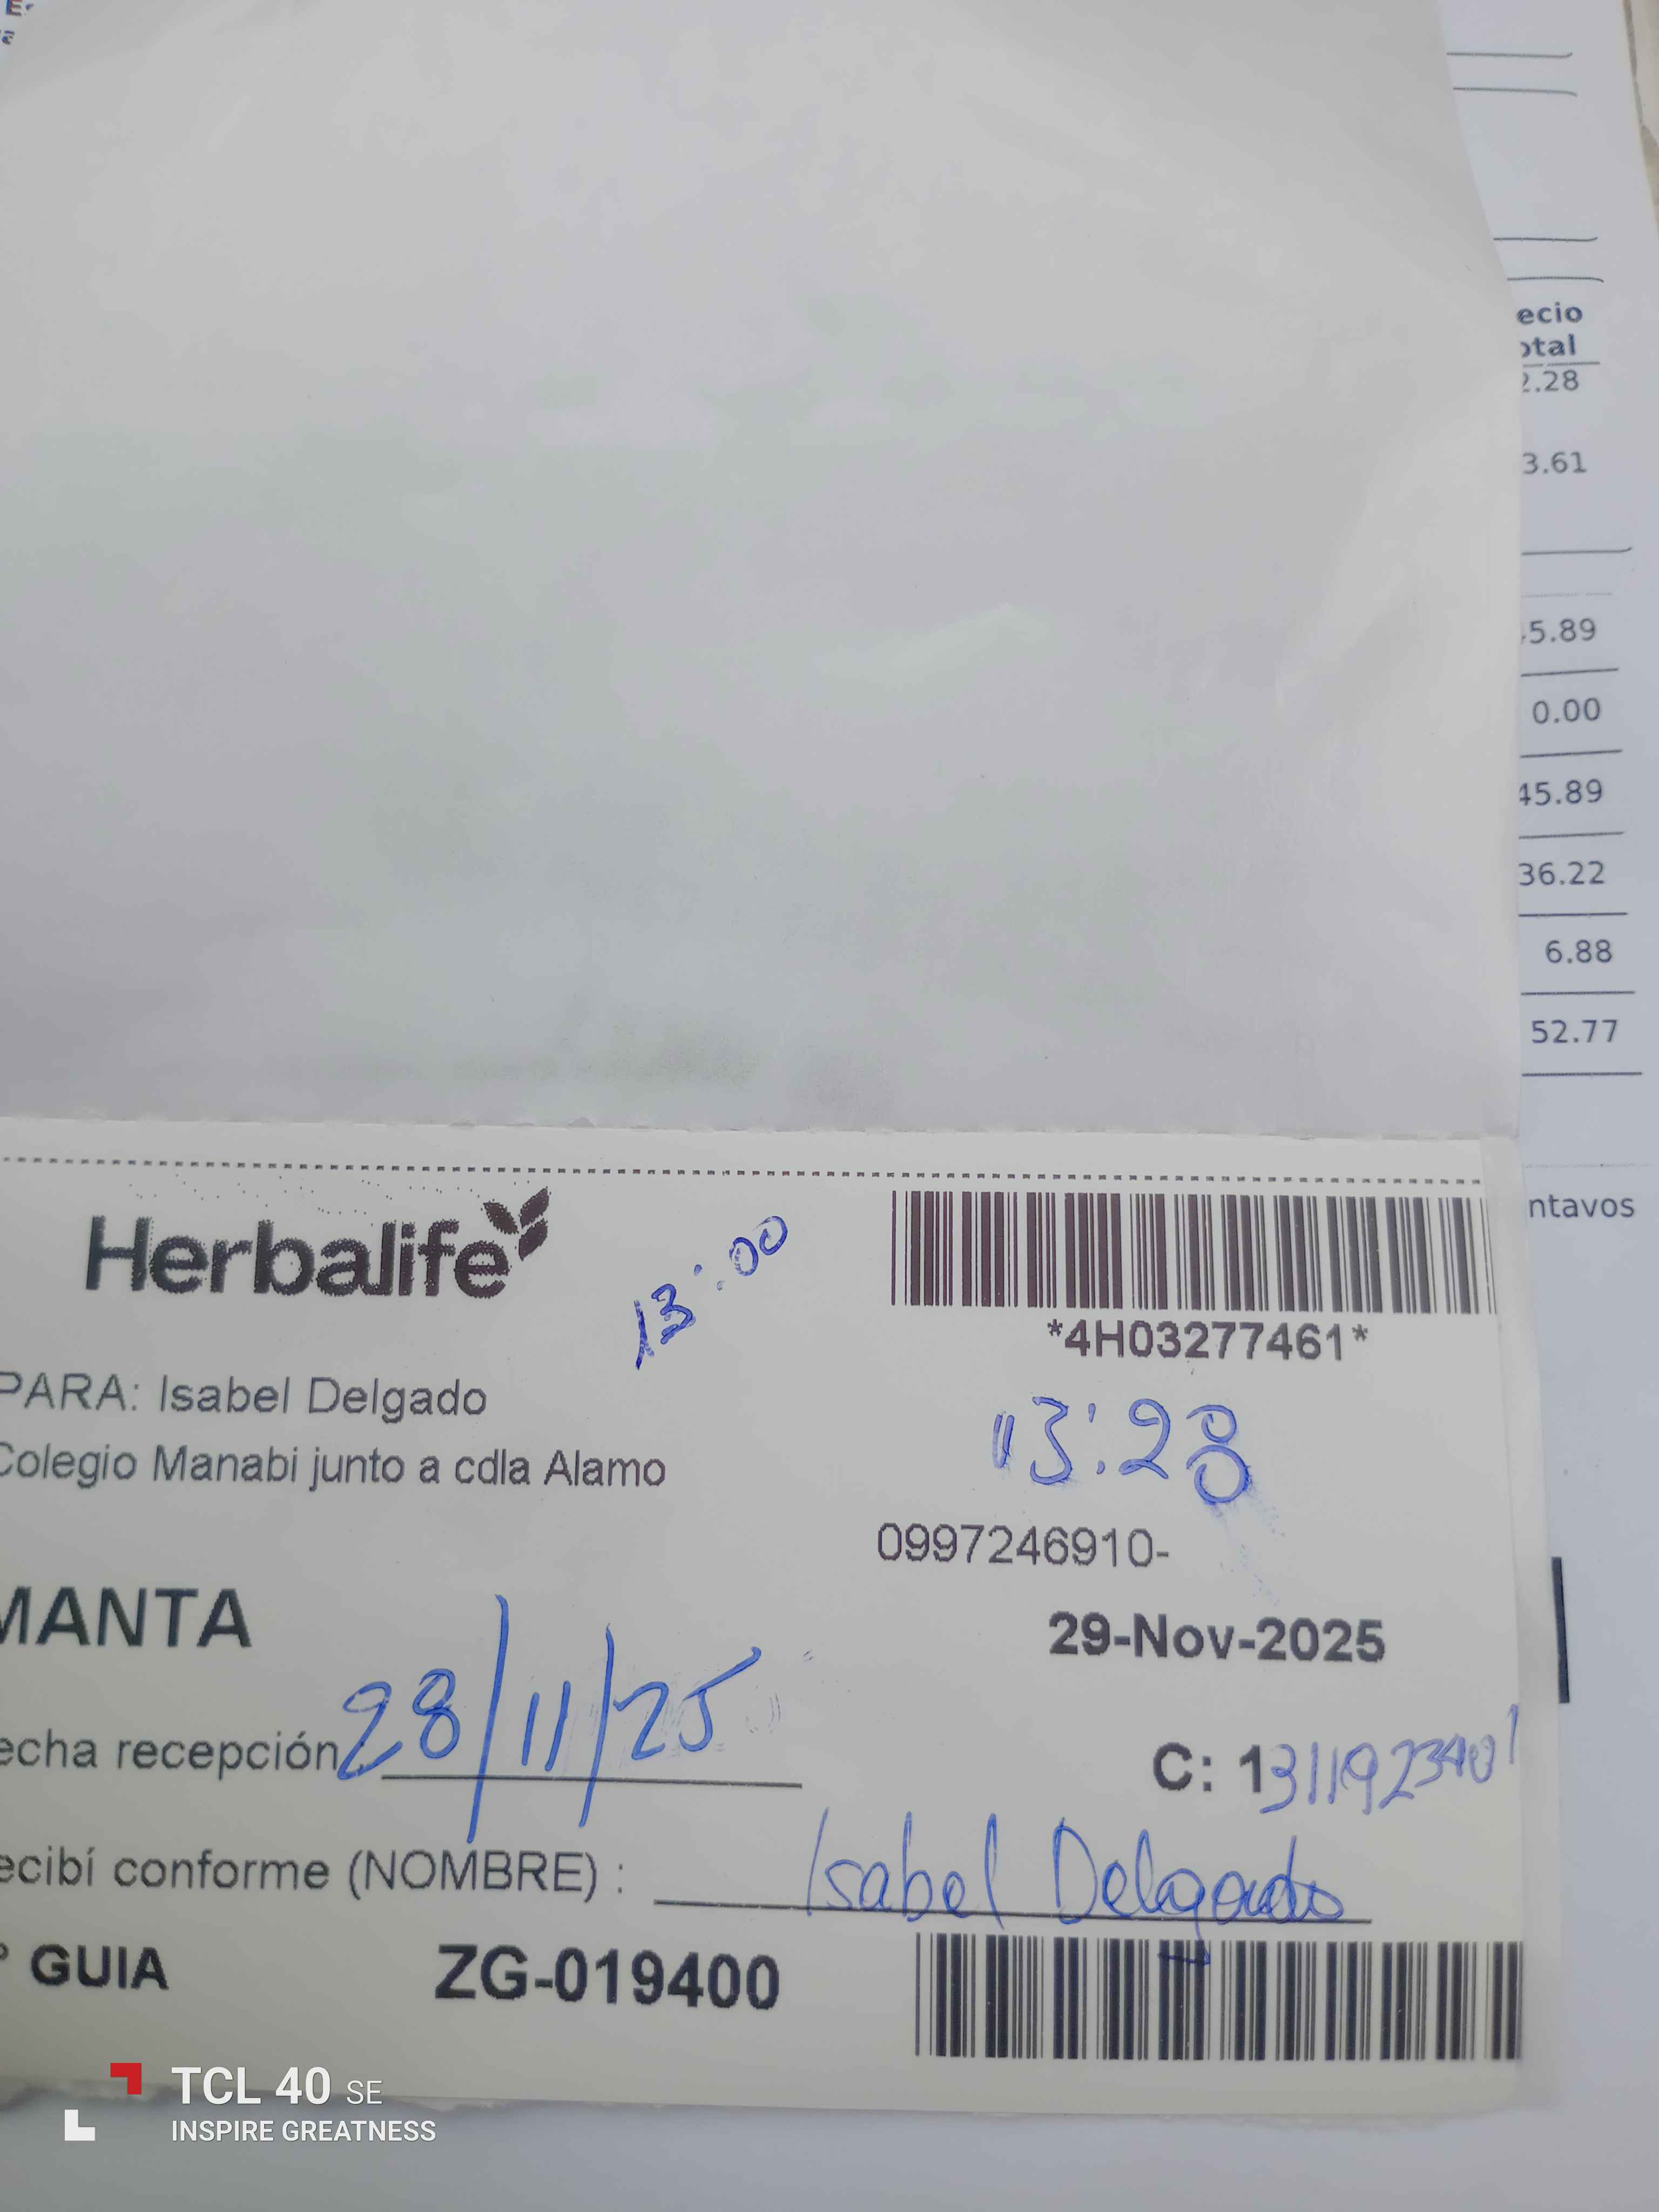 ecio
otal
2.28
3.61
5.89
0.00
45.89
36.22
6.88
52.77
ntavos
Herbalife
13:00
*4H03277461*
PARA: Isabel Delgado
13:28
Colegio Manabi junto a cdla Alamo
0997246910-
MANTA
29-Nov-2025
echa recepción 28/11/25
C: 1311923401
ecibí conforme (NOMBRE) : Isabel Delgado
° GUIA ZG-019400
TCL 40 SE
INSPIRE GREATNESS